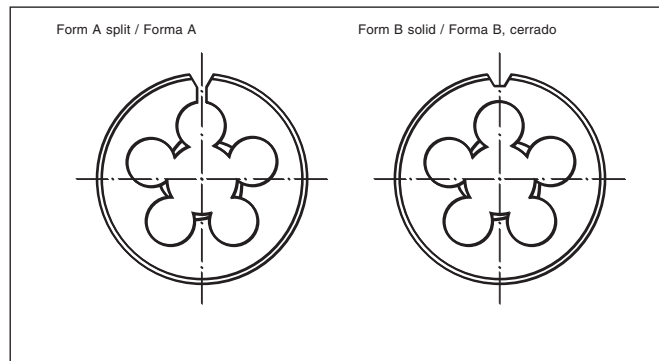 Form A split / Forma A
Form B solid / Forma B, cerrado